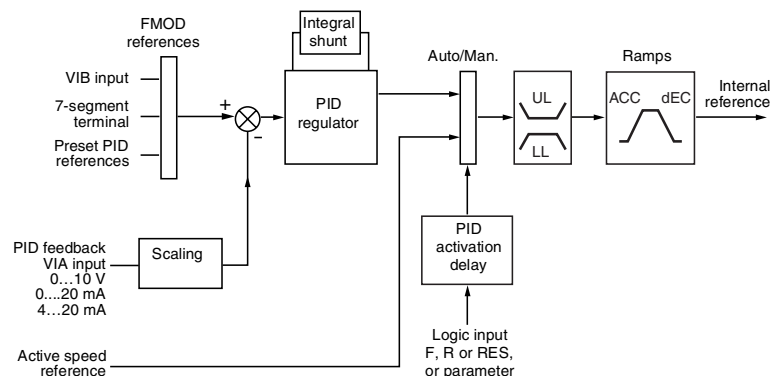 FMOD
references
VIB input
7-segment
terminal
Preset PID
references
+
−
Integral
shunt
PID
regulator
Auto/Man.
UL
LL
Ramps
ACC dEC
Internal
reference
PID feedback
VIA input
0…10 V
0....20 mA
4…20 mA
Scaling
PID
activation
delay
Logic input
F, R or RES,
or parameter
Active speed
reference